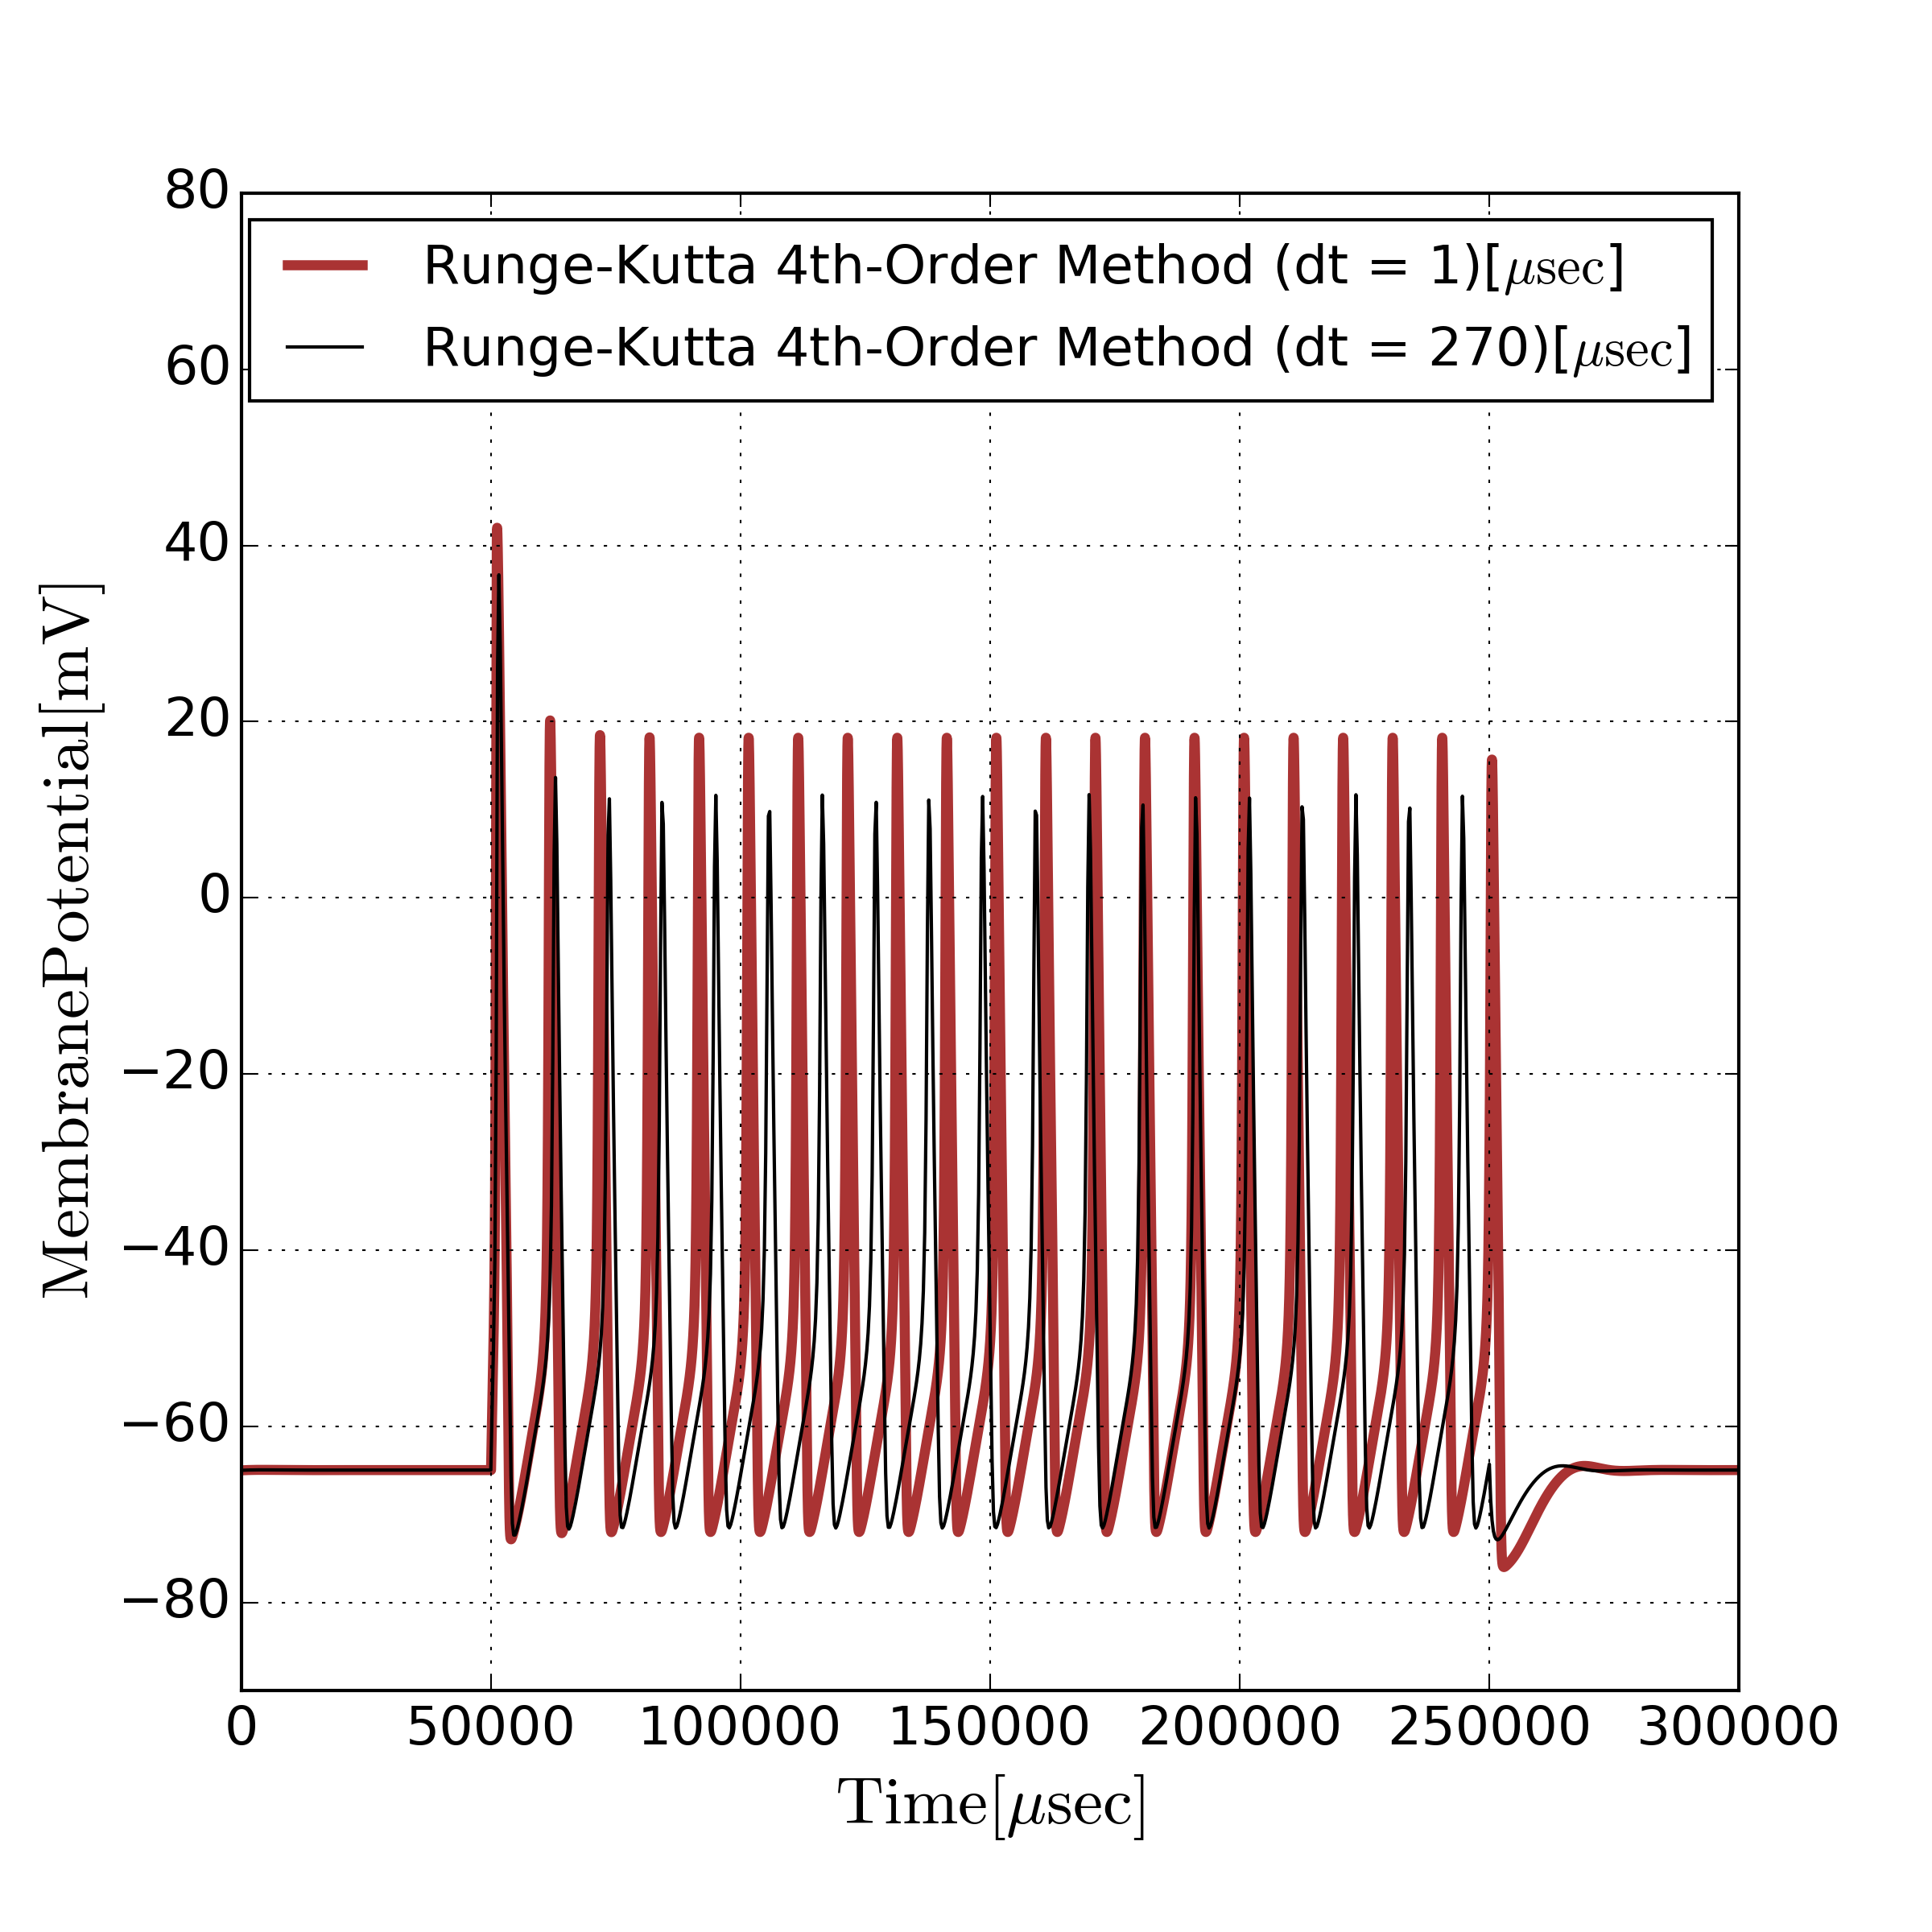 80
Runge-Kutta 4th-Order Method (dt = 1)[μsec]
Runge-Kutta 4th-Order Method (dt = 270)[μsec]
60
40
20
0
−20
−40
−60
−80
MembranePotential[mV]
0 50000 100000 150000 200000 250000 300000
Time[μsec]